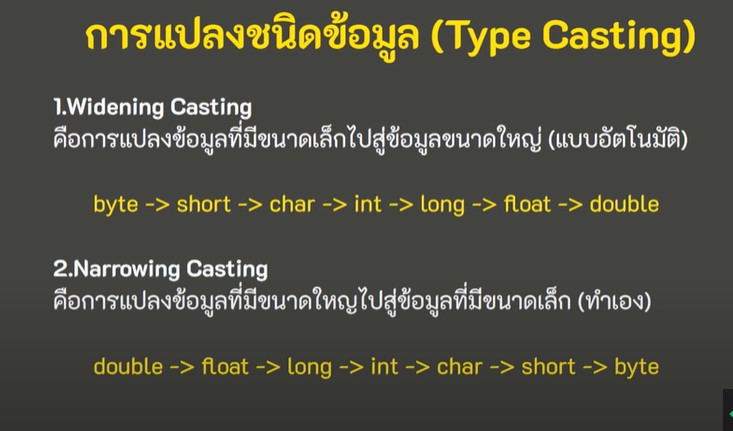 การแปลงชนิดข้อมูล (Type Casting)
1.Widening Casting
คือการแปลงข้อมูลที่มีขนาดเล็กไปสู่ข้อมูลขนาดใหญ่ (แบบอัตโนมัติ)
byte -> short -> char -> int -> long -> float -> double
2.Narrowing Casting
คือการแปลงข้อมูลที่มีขนาดใหญไปสู่ข้อมูลที่มีขนาดเล็ก (ทำเอง)
double -> float -> long -> int -> char -> short -> byte